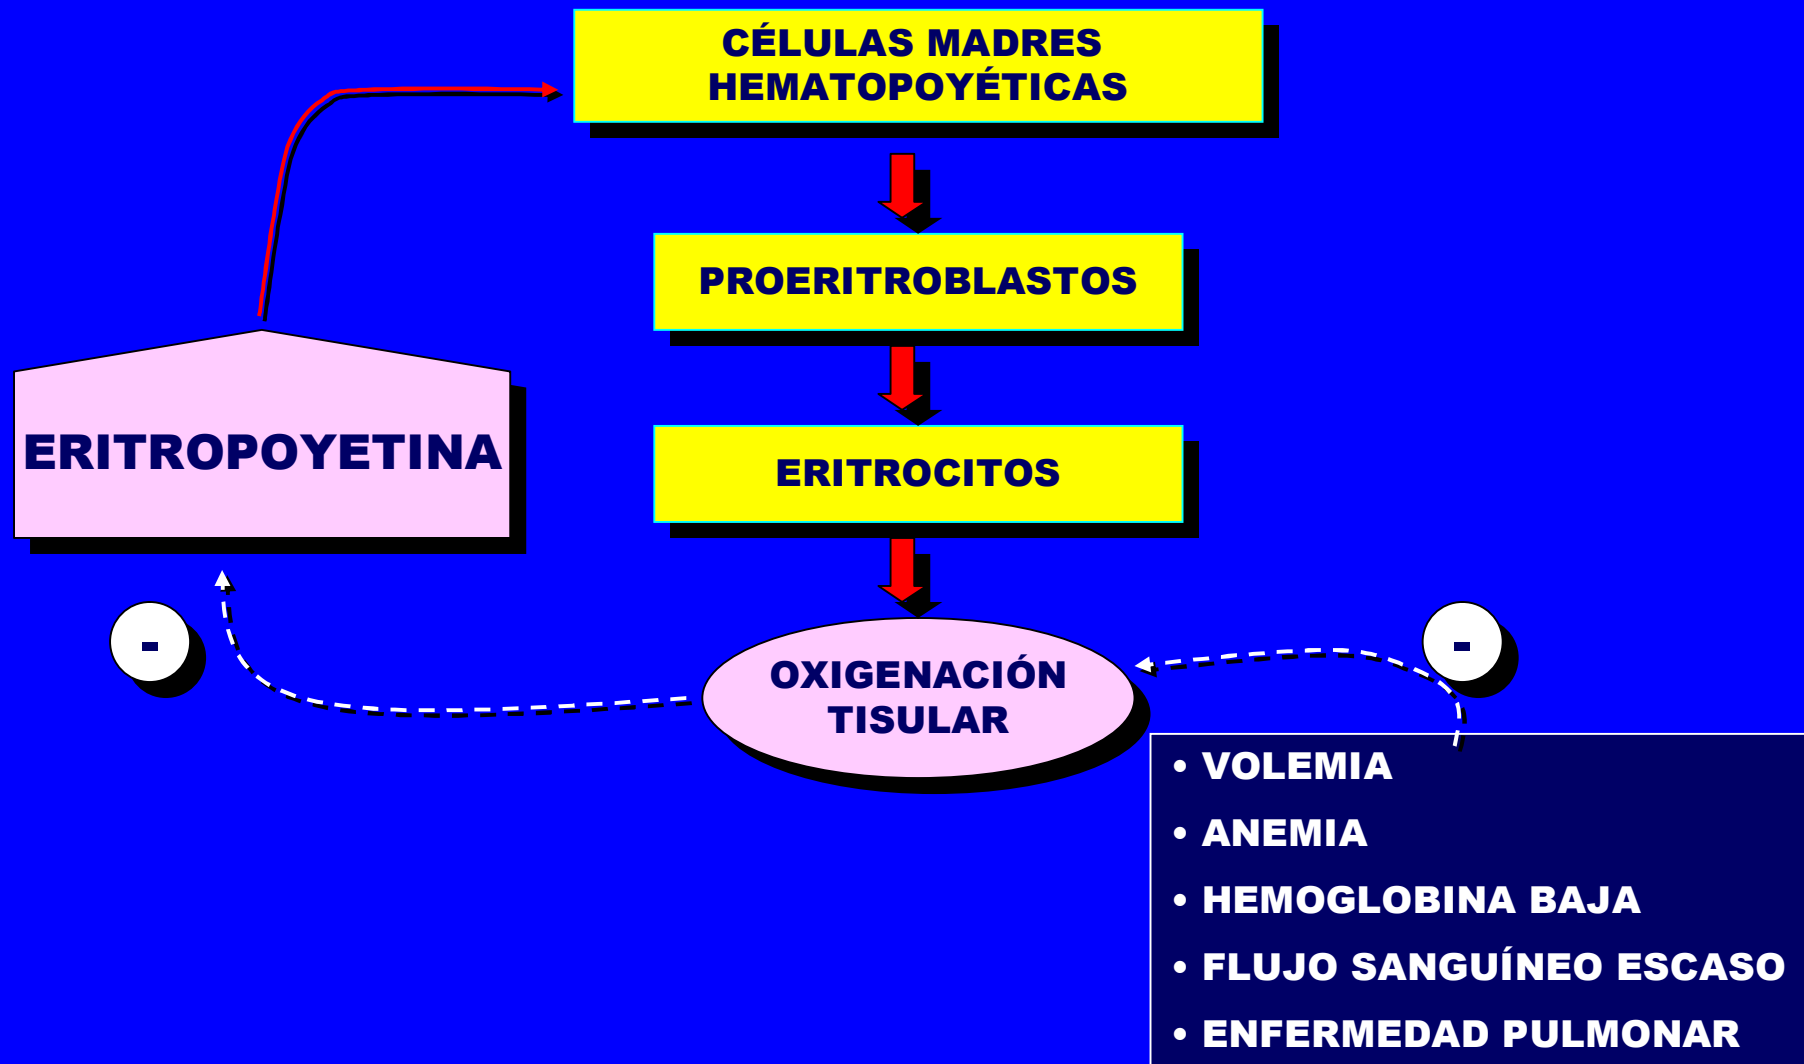 CÉLULAS MADRES
HEMATOPOYÉTICAS
PROERITROBLASTOS
ERITROPOYETINA
ERITROCITOS
-
-
OXIGENACIÓN
TISULAR
• VOLEMIA
• ANEMIA
• HEMOGLOBINA BAJA
• FLUJO SANGUÍNEO ESCASO
• ENFERMEDAD PULMONAR